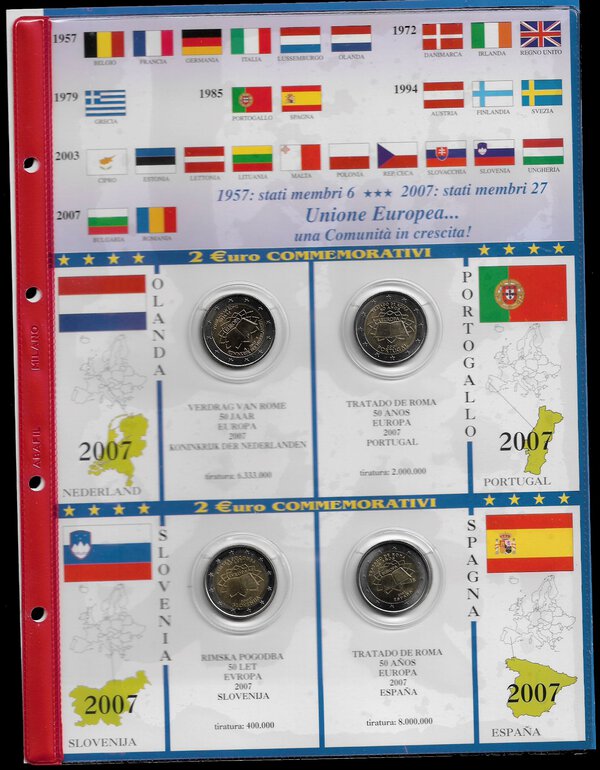 1957
BELGIO FRANCIA GERMANIA ITALIA LUSSEMBURGO OLANDA
1972
DANIMARCA IRLANDA REGNO UNITO
1979
GRECIA
1985
PORTOGALLO SPAGNA
1994
AUSTRIA FINLANDIA SVEZIA
2003
CIPRO ESTONIA LETTONIA LITUANIA MALTA POLONIA REP.CECA SLOVACCHIA SLOVENIA UNGHERIA
2007
BULGARIA ROMANIA
1957: stati membri 6 ★★★ 2007: stati membri 27
Unione Europea...
una Comunità in crescita!
2 €uro COMMEMORATIVI
OLANDA
2007
NEDERLAND
VERDRAG VAN ROME
50 JAAR
EUROPA
2007
KONINKRIJK DER NEDERLANDEN
tiratura: 6.333.000
TRATADO DE ROMA
50 ANOS
EUROPA
2007
PORTUGAL
tiratura: 2.000.000
PORTOGALLO
2007
PORTUGAL
2 €uro COMMEMORATIVI
SLOVENIA
2007
SLOVENIJA
RIMSKA POGODBA
50 LET
EVROPA
2007
SLOVENIJA
tiratura: 400.000
TRATADO DE ROMA
50 AÑOS
EUROPA
2007
ESPAÑA
tiratura: 8.000.000
SPAGNA
2007
ESPAÑA
ABAFIL MILANO